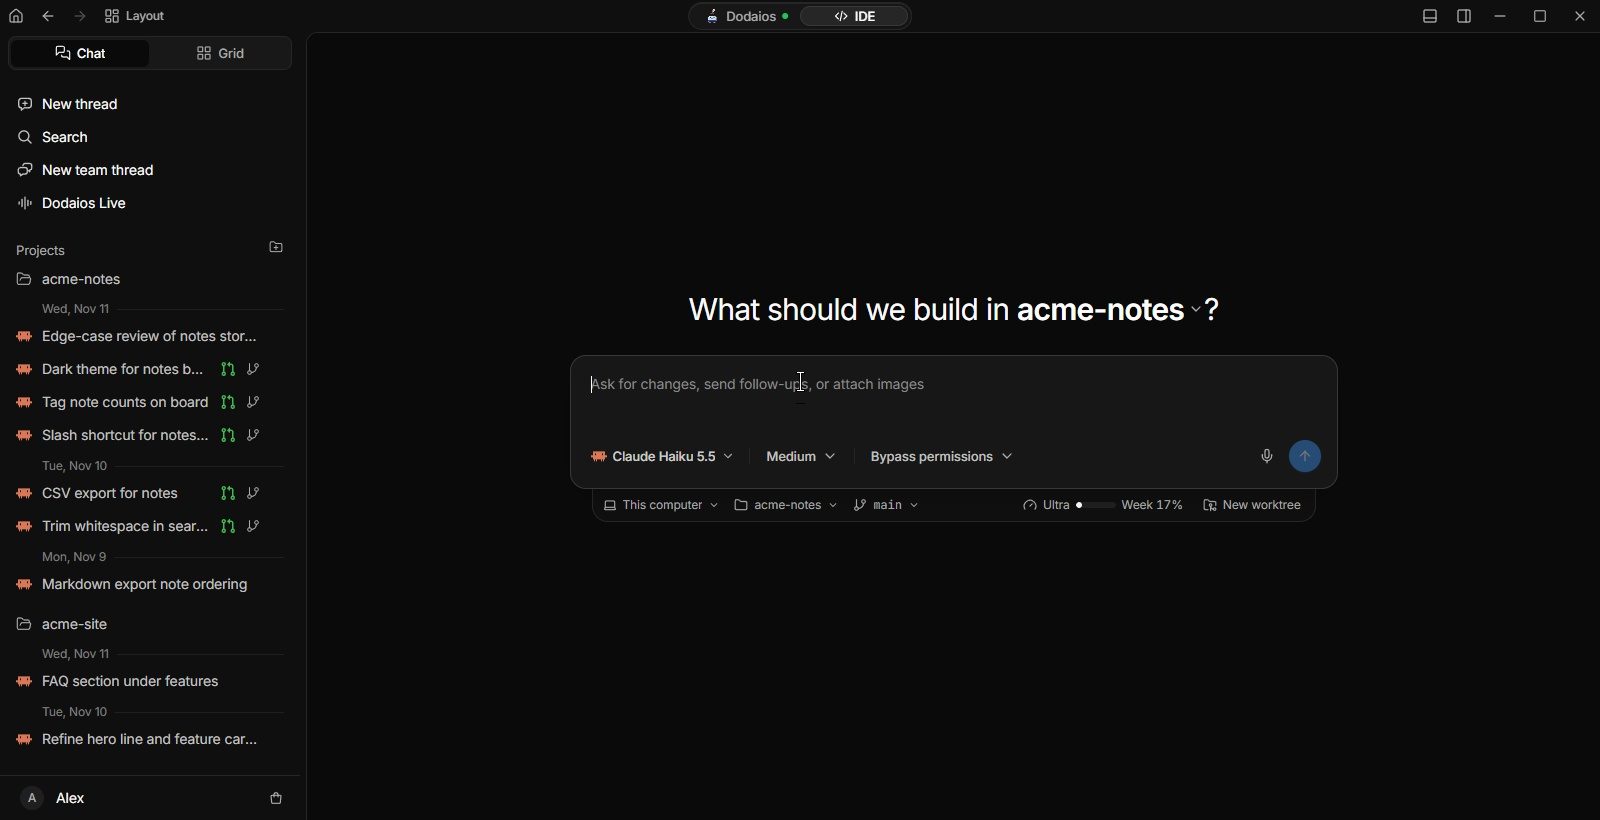 Layout
Dodaios
IDE
Chat
Grid
New thread
Search
New team thread
Dodaios Live
Projects
acme-notes
Wed, Nov 11
Edge-case review of notes stor...
Dark theme for notes b...
Tag note counts on board
Slash shortcut for notes...
Tue, Nov 10
CSV export for notes
Trim whitespace in sear...
Mon, Nov 9
Markdown export note ordering
acme-site
Wed, Nov 11
FAQ section under features
Tue, Nov 10
Refine hero line and feature car...
A Alex
What should we build in acme-notes ?
Ask for changes, send follow-ups, or attach images
Claude Haiku 5.5 Medium Bypass permissions
This computer acme-notes main Ultra Week 17% New worktree